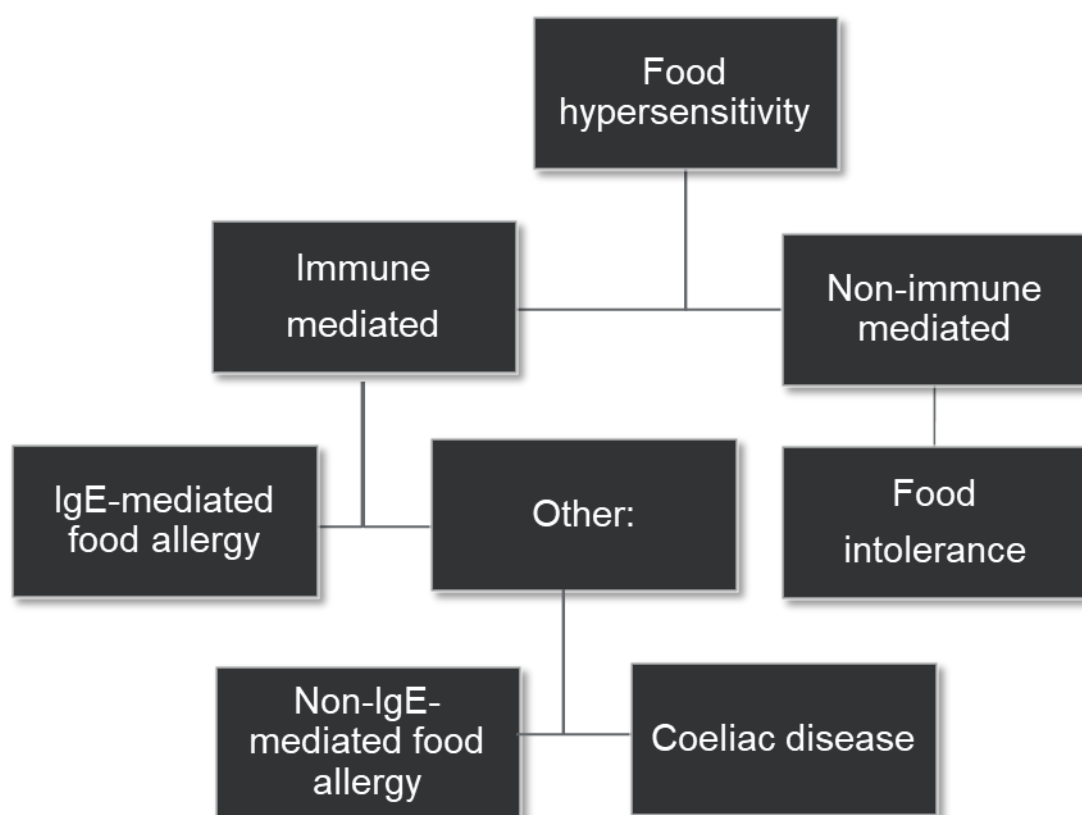 Food
hypersensitivity
Immune
mediated
Non-immune
mediated
IgE-mediated
food allergy
Other:
Food
intolerance
Non-IgE-
mediated food
allergy
Coeliac disease